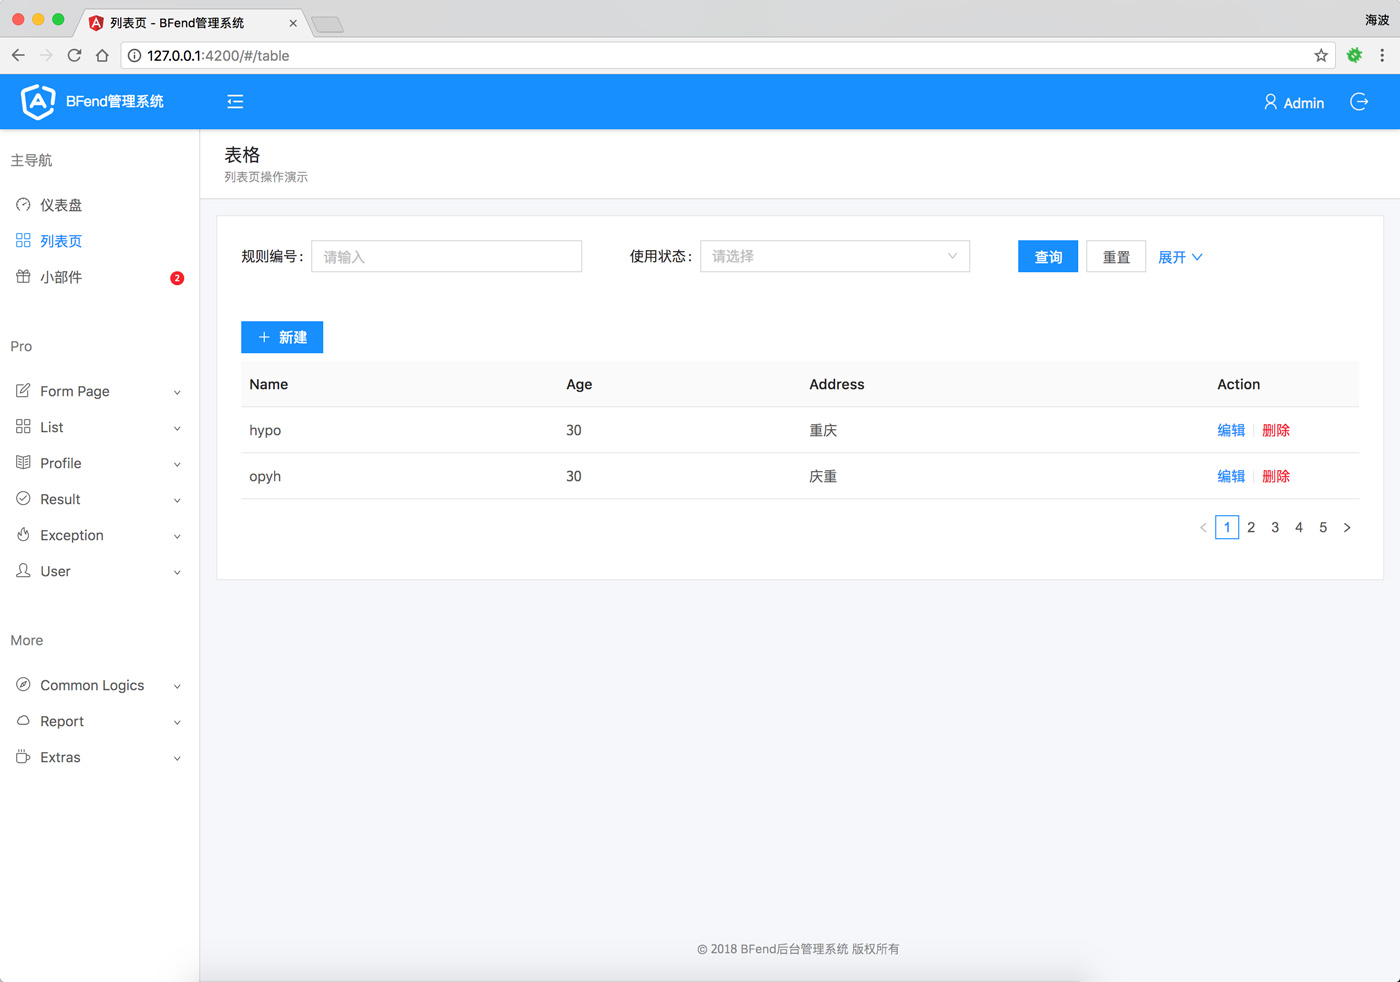 列表页 - BFend管理系统
海波
127.0.0.1:4200/#/table
BFend管理系统
Admin
主导航
仪表盘
列表页
小部件 2
Pro
Form Page
List
Profile
Result
Exception
User
More
Common Logics
Report
Extras
表格
列表页操作演示
规则编号: 请输入 使用状态: 请选择 查询 重置 展开
+ 新建
Name Age Address Action
hypo 30 重庆 编辑 删除
opyh 30 庆重 编辑 删除
< 1 2 3 4 5 >
© 2018 BFend后台管理系统 版权所有